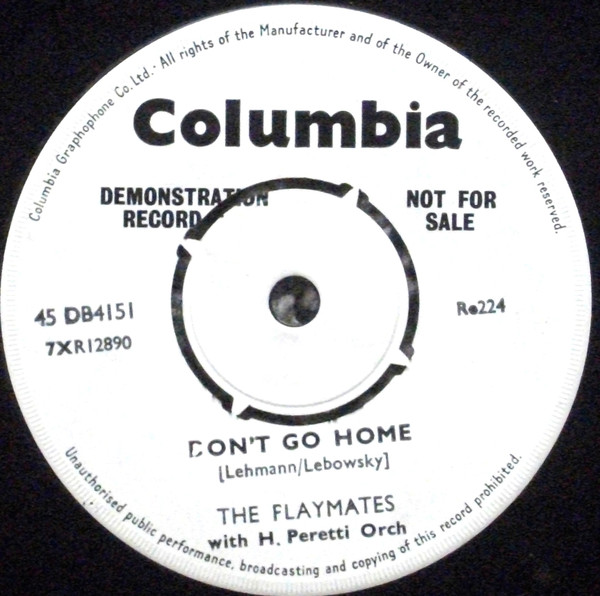 Columbia Graphophone Co. Ltd. · All rights of the Manufacturer and of the Owner of the recorded work reserved.
Columbia
DEMONSTRATION
RECORD
NOT FOR
SALE
45 DB4151
7XR12890
Ro224
DON'T GO HOME
[Lehmann/Lebowsky]
THE FLAYMATES
with H. Peretti Orch
Unauthorised public performance, broadcasting and copying of this record prohibited.